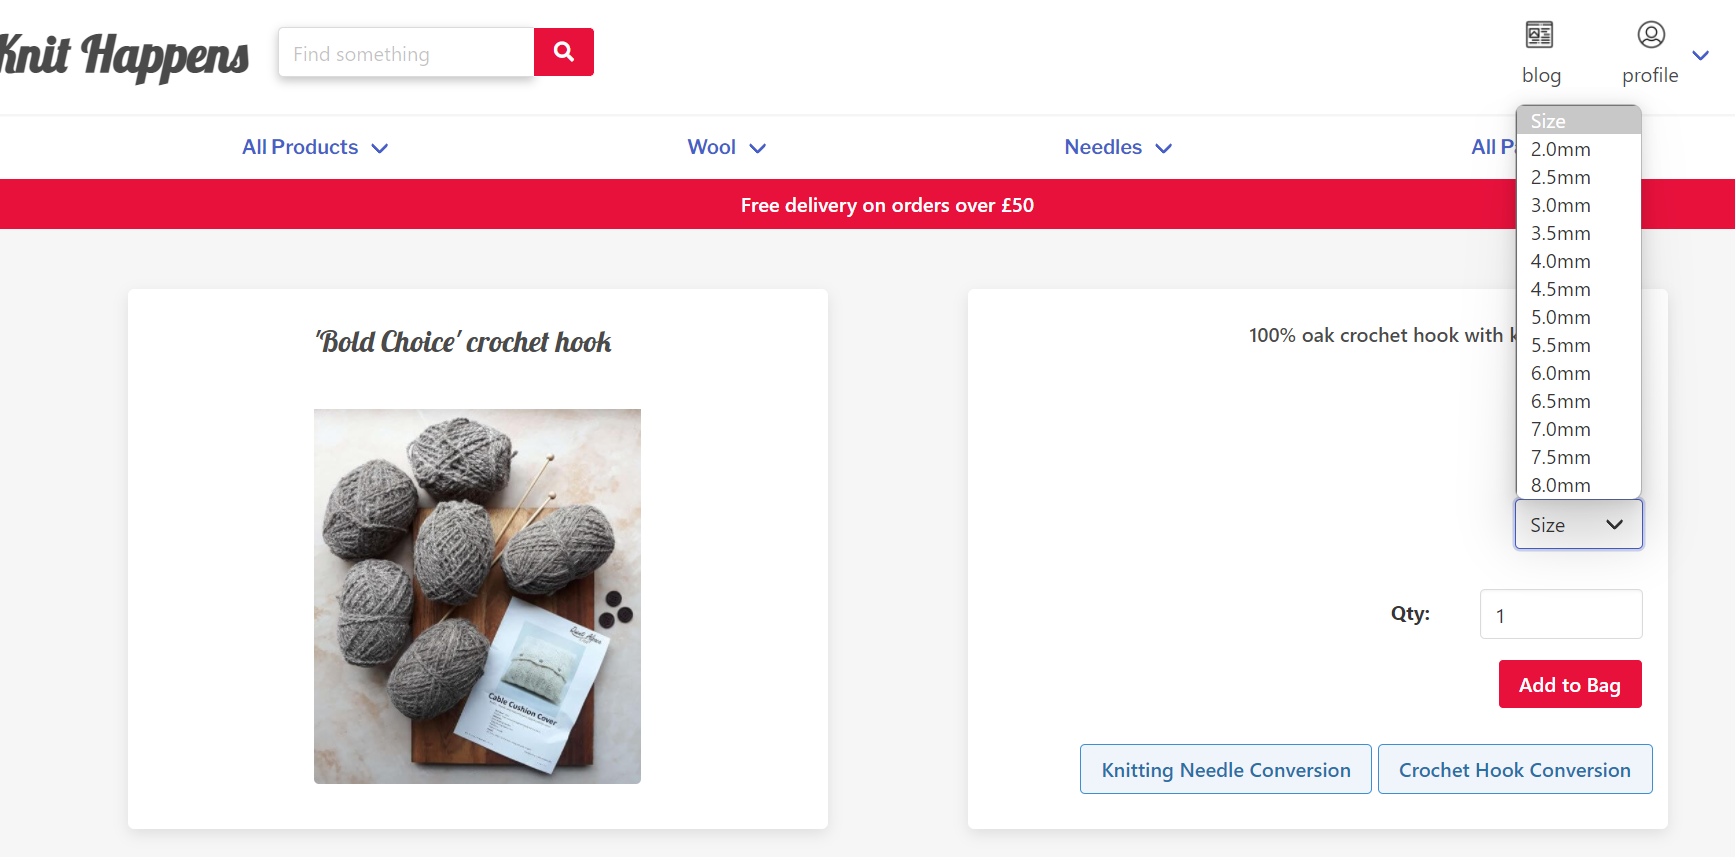 Knit Happens
Find something
blog
profile
All Products
Wool
Needles
All P
Free delivery on orders over £50
'Bold Choice' crochet hook
Cable Cushion Cover
100% oak crochet hook with k
Size
2.0mm
2.5mm
3.0mm
3.5mm
4.0mm
4.5mm
5.0mm
5.5mm
6.0mm
6.5mm
7.0mm
7.5mm
8.0mm
Size
Qty:
1
Add to Bag
Knitting Needle Conversion
Crochet Hook Conversion